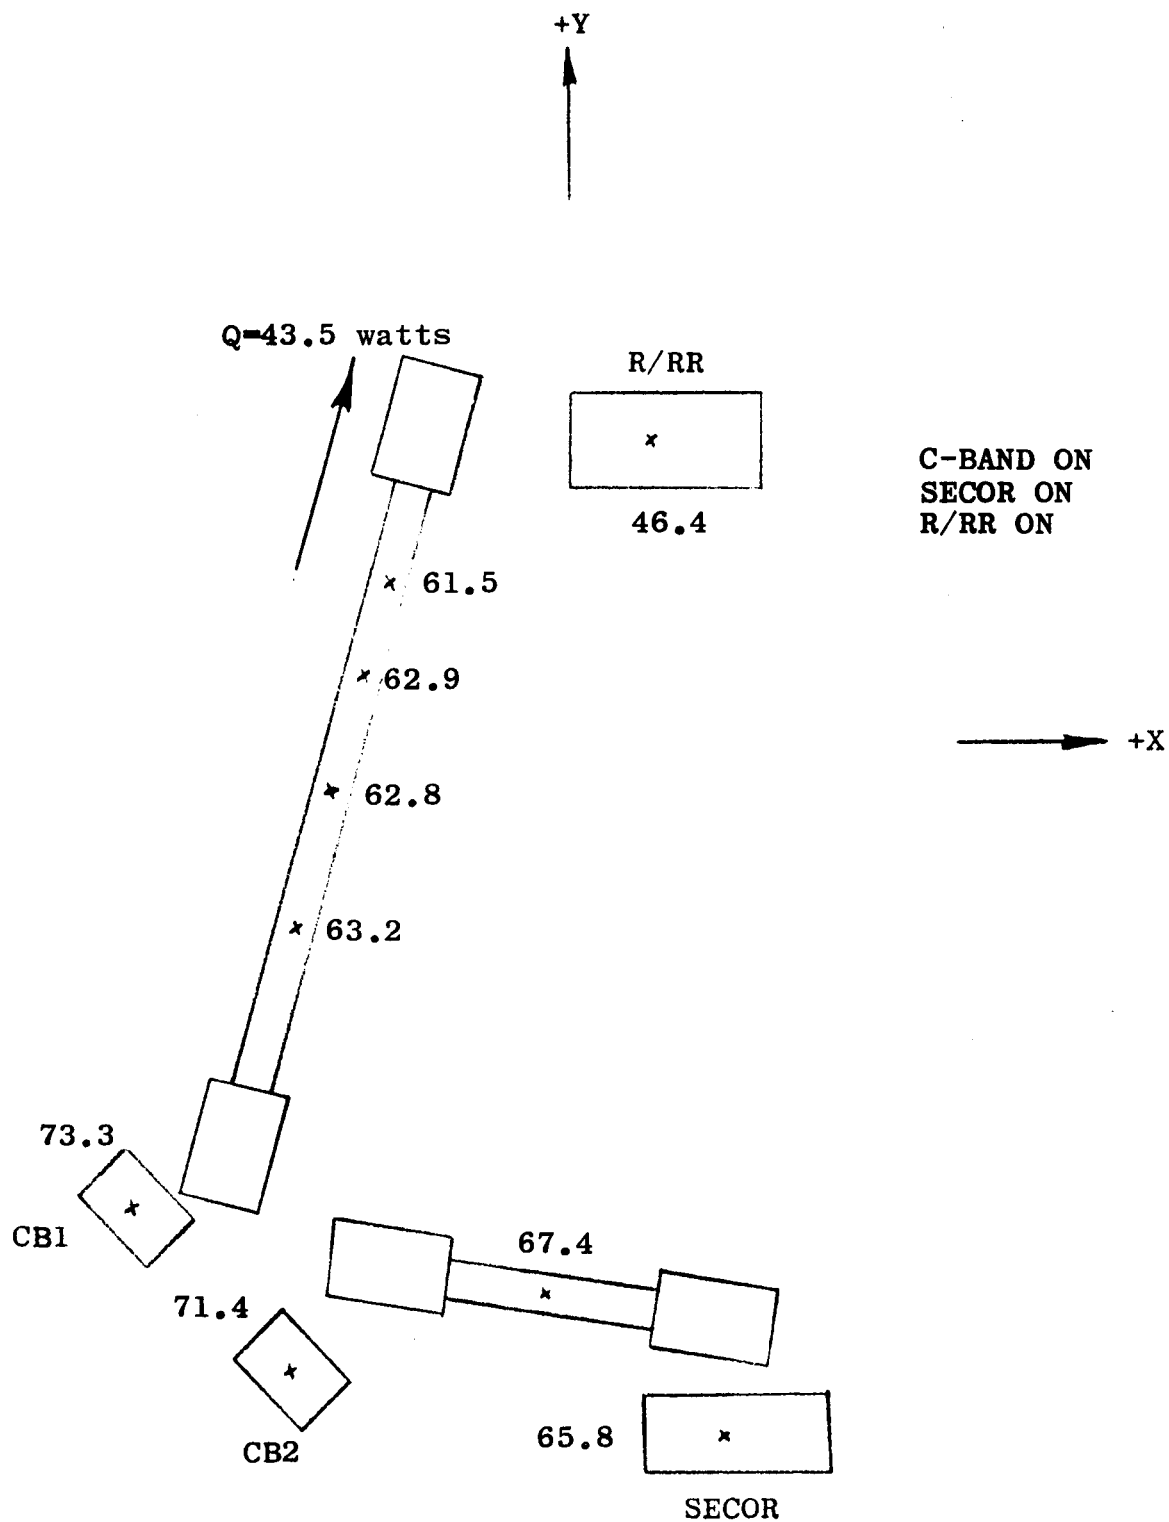 +Y
Q=43.5 watts
R/RR
46.4
C-BAND ON
SECOR ON
R/RR ON
61.5
62.9
+X
62.8
63.2
73.3
CB1
67.4
71.4
CB2
65.8
SECOR